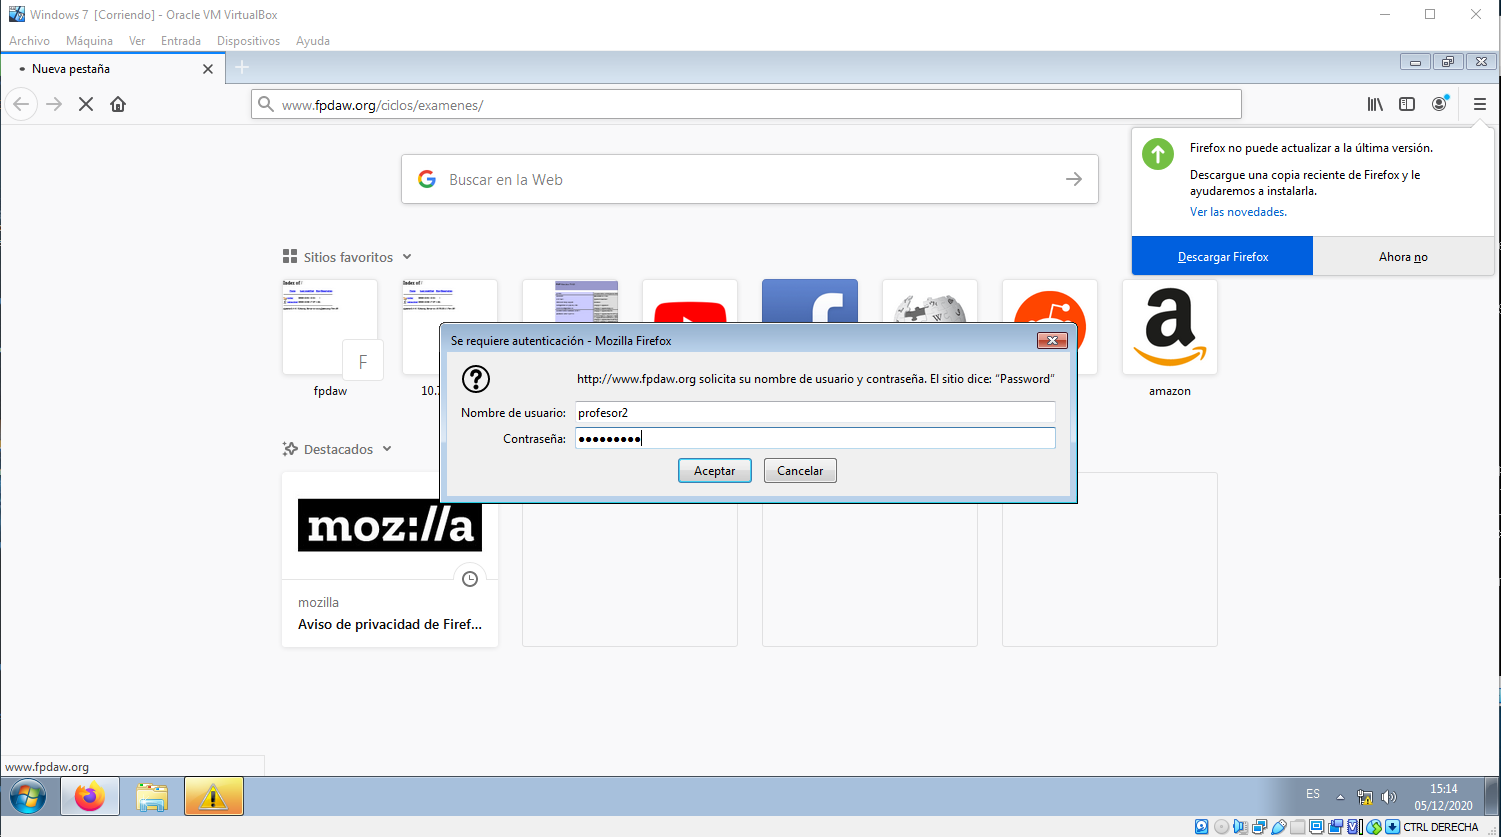 Windows 7 [Corriendo] - Oracle VM VirtualBox
Archivo Máquina Ver Entrada Dispositivos Ayuda
Nueva pestaña
www.fpdaw.org/ciclos/examenes/
Firefox no puede actualizar a la última versión.
Descargue una copia reciente de Firefox y le
ayudaremos a instalarla.
Ver las novedades.
Descargar Firefox
Ahora no
Buscar en la Web
Sitios favoritos
Index of /
Index of /
F
fpdaw
10.
amazon
Se requiere autenticación - Mozilla Firefox
http://www.fpdaw.org solicita su nombre de usuario y contraseña. El sitio dice: “Password”
Nombre de usuario: profesor2
Contraseña: •••••••••
Aceptar
Cancelar
Destacados
moz://a
mozilla
Aviso de privacidad de Firef...
www.fpdaw.org
ES
15:14
05/12/2020
CTRL DERECHA